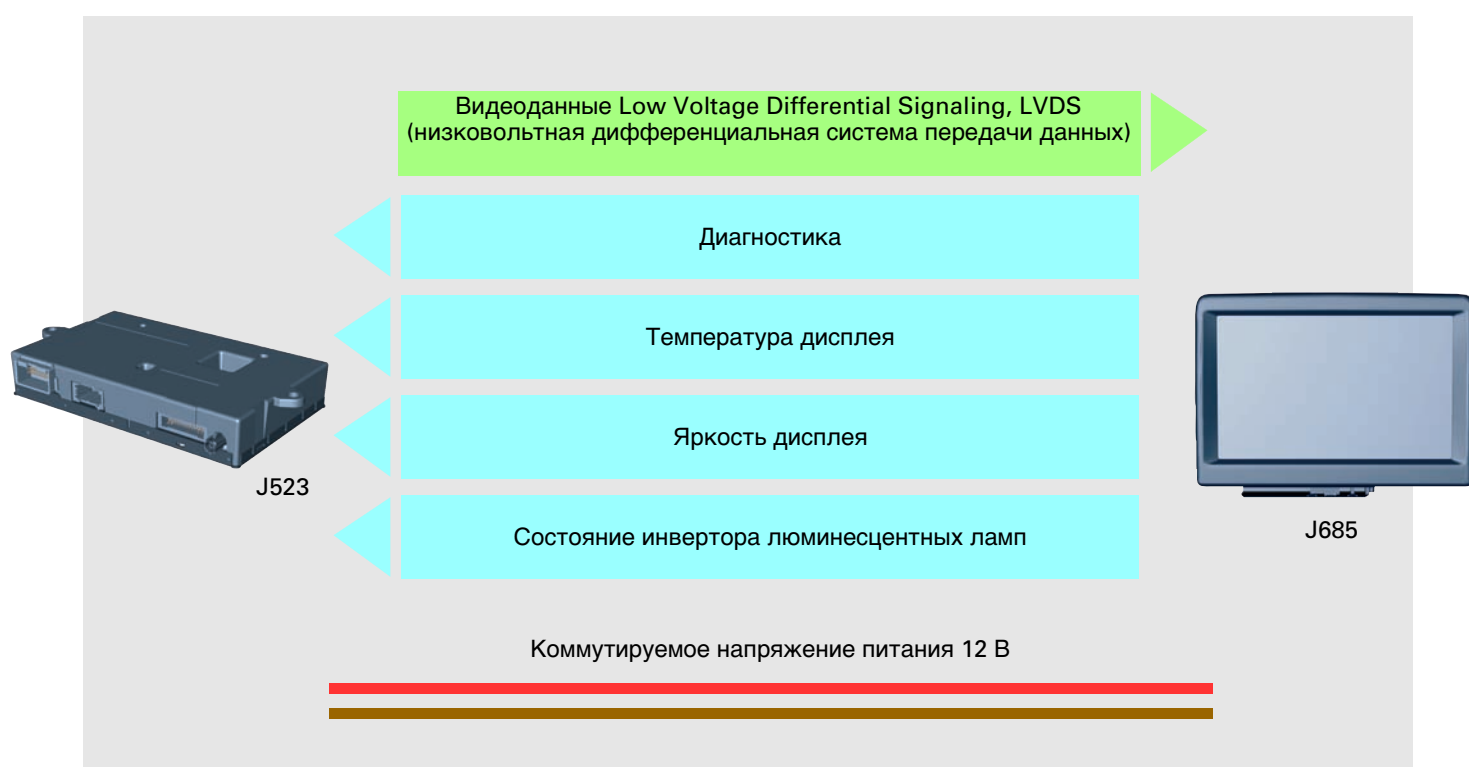 Видеоданные Low Voltage Differential Signaling, LVDS
(низковольтная дифференциальная система передачи данных)
Диагностика
Температура дисплея
Яркость дисплея
J523
Состояние инвертора люминесцентных ламп
J685
Коммутируемое напряжение питания 12 В